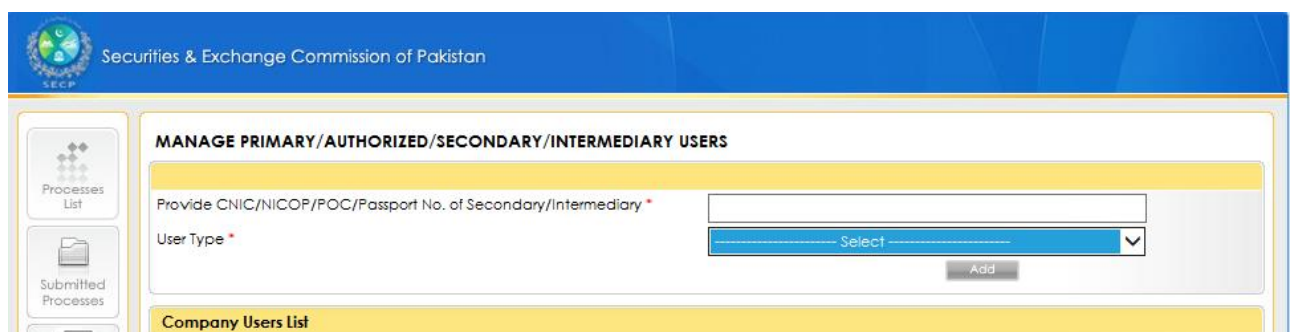 Securities & Exchange Commission of Pakistan
SECP
MANAGE PRIMARY/AUTHORIZED/SECONDARY/INTERMEDIARY USERS
Processes
List
Provide CNIC/NICOP/POC/Passport No. of Secondary/Intermediary *
User Type *
----------------------- Select -----------------------
Add
Submitted
Processes
Company Users List